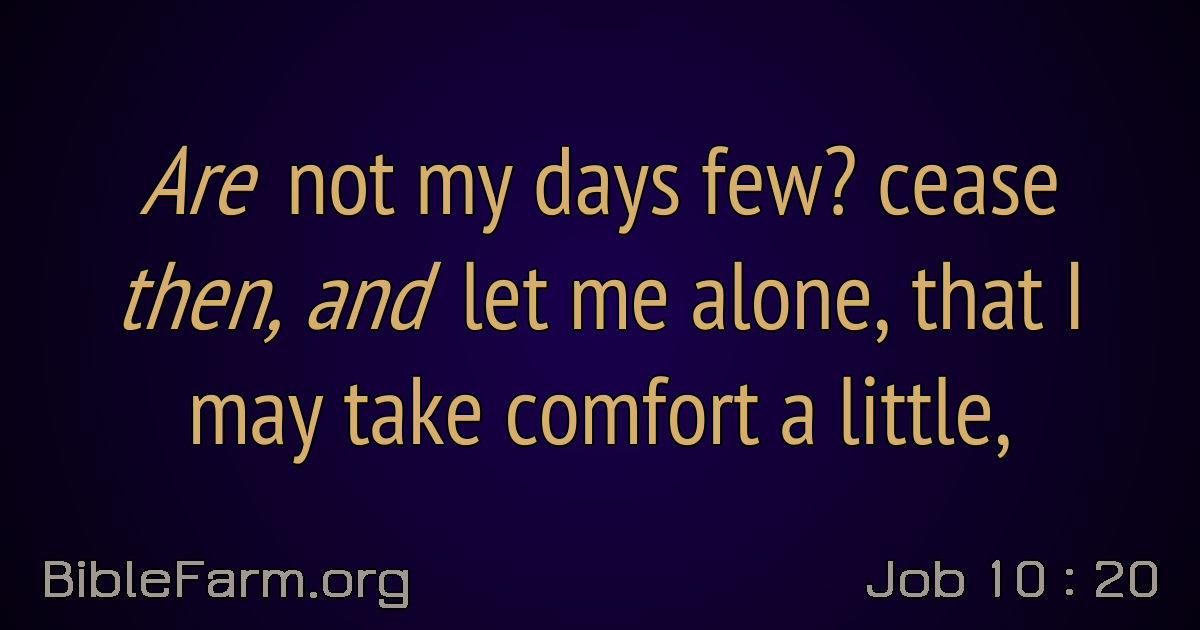 Are not my days few? cease
then, and let me alone, that I
may take comfort a little,
BibleFarm.org
Job 10 : 20